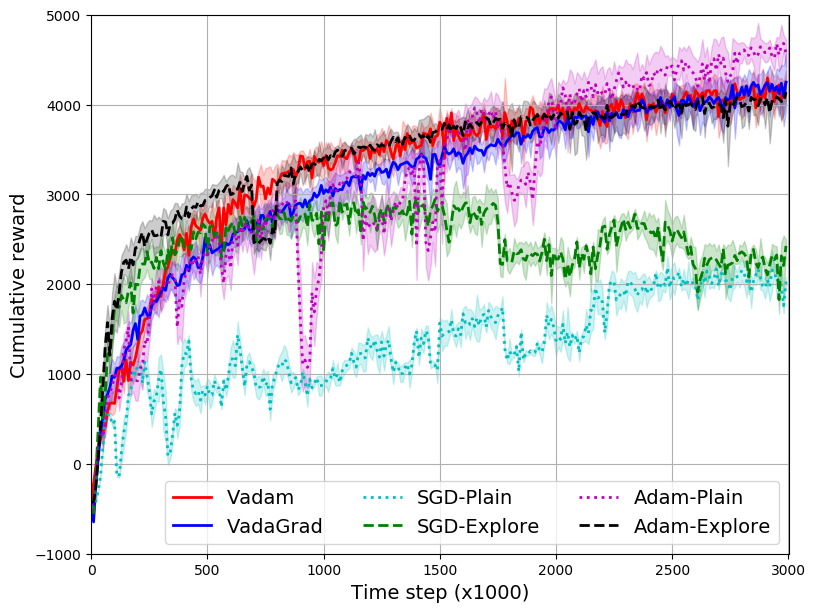 5000
4000
3000
2000
1000
0
−1000
Cumulative reward
Vadam
VadaGrad
SGD-Plain
SGD-Explore
Adam-Plain
Adam-Explore
0 500 1000 1500 2000 2500 3000
Time step (x1000)